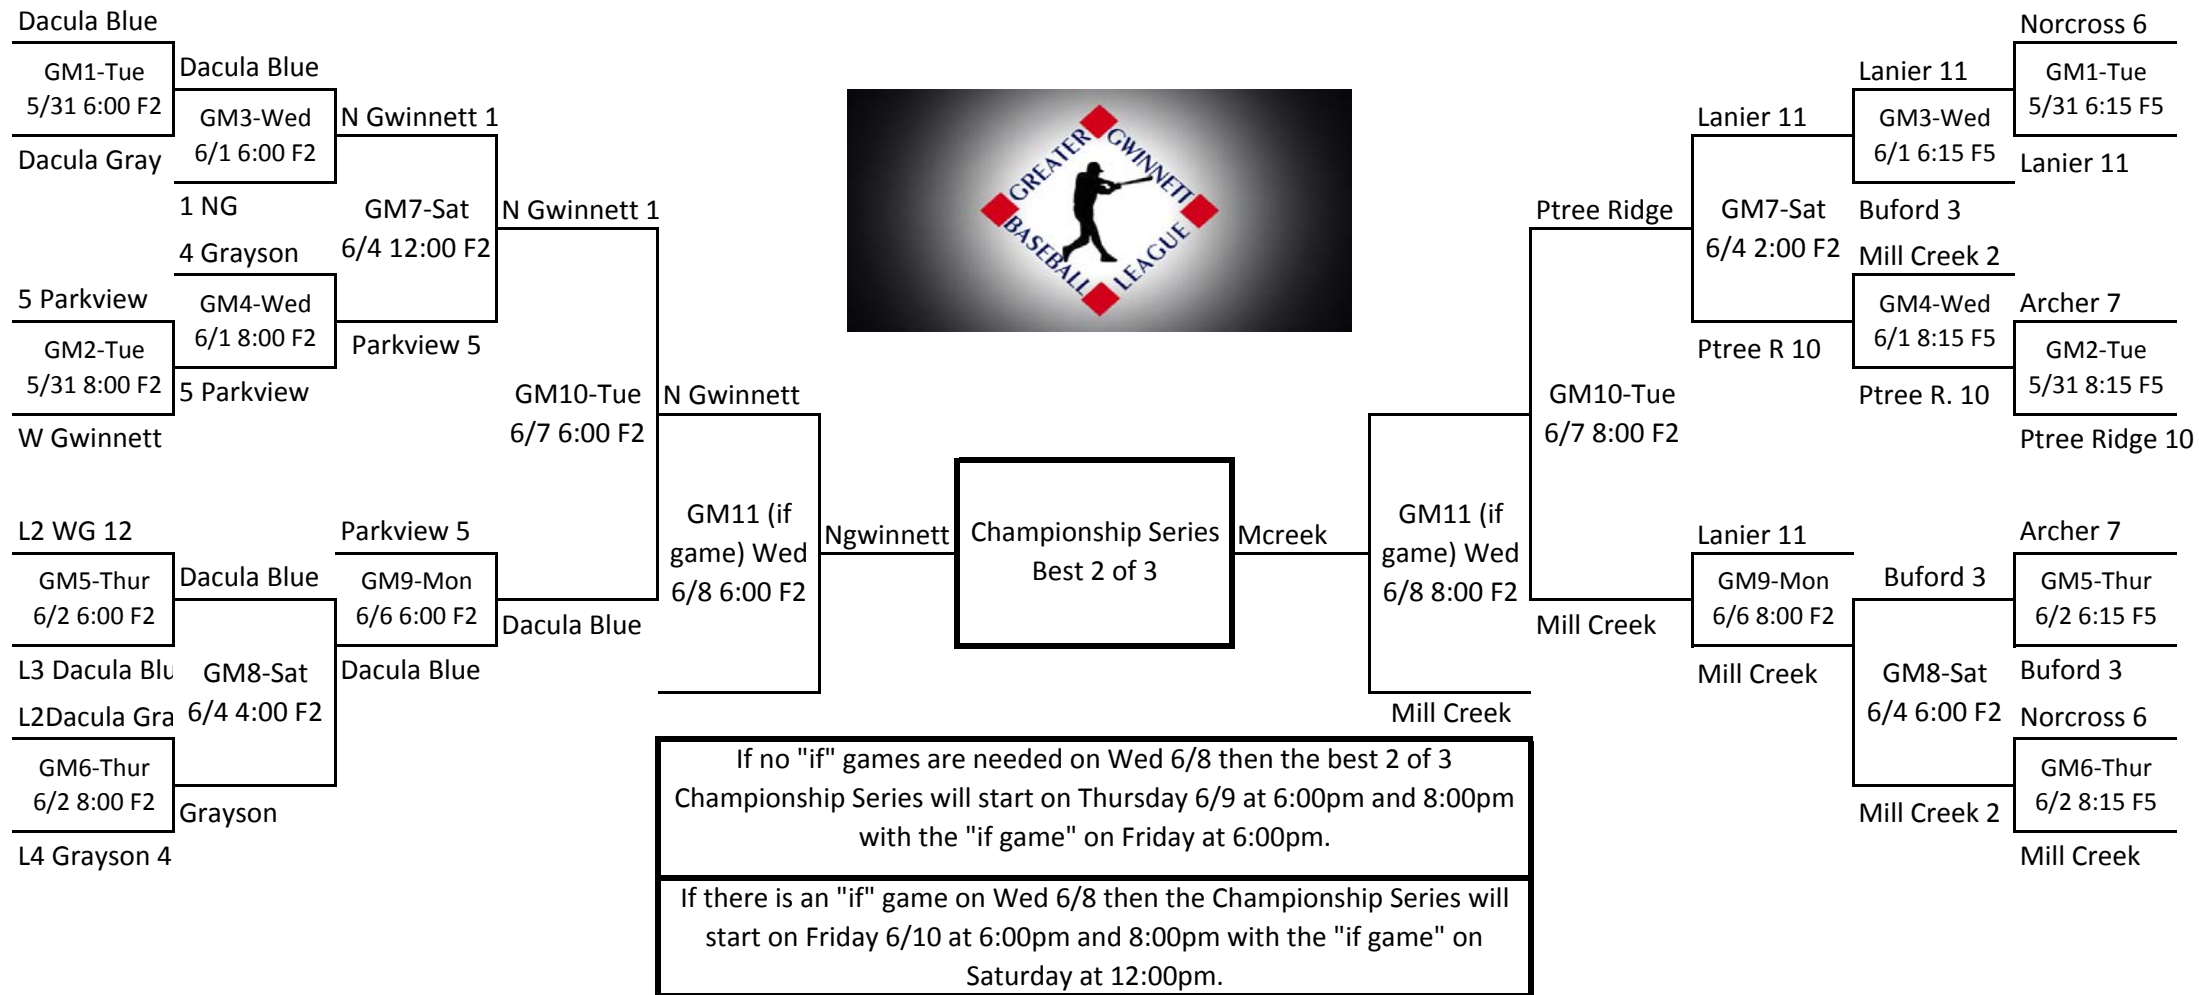 Dacula Blue
GM1-Tue
5/31 6:00 F2
Dacula Gray
Dacula Blue
GM3-Wed
6/1 6:00 F2
1 NG
4 Grayson
GM4-Wed
6/1 8:00 F2
5 Parkview
5 Parkview
GM2-Tue
5/31 8:00 F2
W Gwinnett
N Gwinnett 1
GM7-Sat
6/4 12:00 F2
Parkview 5
N Gwinnett 1
GM10-Tue
6/7 6:00 F2
Dacula Blue
L2 WG 12
GM5-Thur
6/2 6:00 F2
L3 Dacula Blu
L2Dacula Gra
GM6-Thur
6/2 8:00 F2
L4 Grayson 4
Dacula Blue
GM8-Sat
6/4 4:00 F2
Grayson
Parkview 5
GM9-Mon
6/6 6:00 F2
Dacula Blue
N Gwinnett
GM11 (if
game) Wed
6/8 6:00 F2
Ngwinnett
GREATER
GWINNETT
BASEBALL
LEAGUE
Championship Series
Best 2 of 3
Mcreek
GM11 (if
game) Wed
6/8 8:00 F2
Mill Creek
Ptree Ridge
GM10-Tue
6/7 8:00 F2
Mill Creek
Lanier 11
GM7-Sat
6/4 2:00 F2
Ptree R 10
Lanier 11
GM3-Wed
6/1 6:15 F5
Buford 3
Mill Creek 2
GM4-Wed
6/1 8:15 F5
Ptree R. 10
Norcross 6
GM1-Tue
5/31 6:15 F5
Lanier 11
Archer 7
GM2-Tue
5/31 8:15 F5
Ptree Ridge 10
Lanier 11
GM9-Mon
6/6 8:00 F2
Mill Creek
Buford 3
GM8-Sat
6/4 6:00 F2
Mill Creek 2
Archer 7
GM5-Thur
6/2 6:15 F5
Buford 3
Norcross 6
GM6-Thur
6/2 8:15 F5
Mill Creek
If no "if" games are needed on Wed 6/8 then the best 2 of 3
Championship Series will start on Thursday 6/9 at 6:00pm and 8:00pm
with the "if game" on Friday at 6:00pm.
If there is an "if" game on Wed 6/8 then the Championship Series will
start on Friday 6/10 at 6:00pm and 8:00pm with the "if game" on
Saturday at 12:00pm.